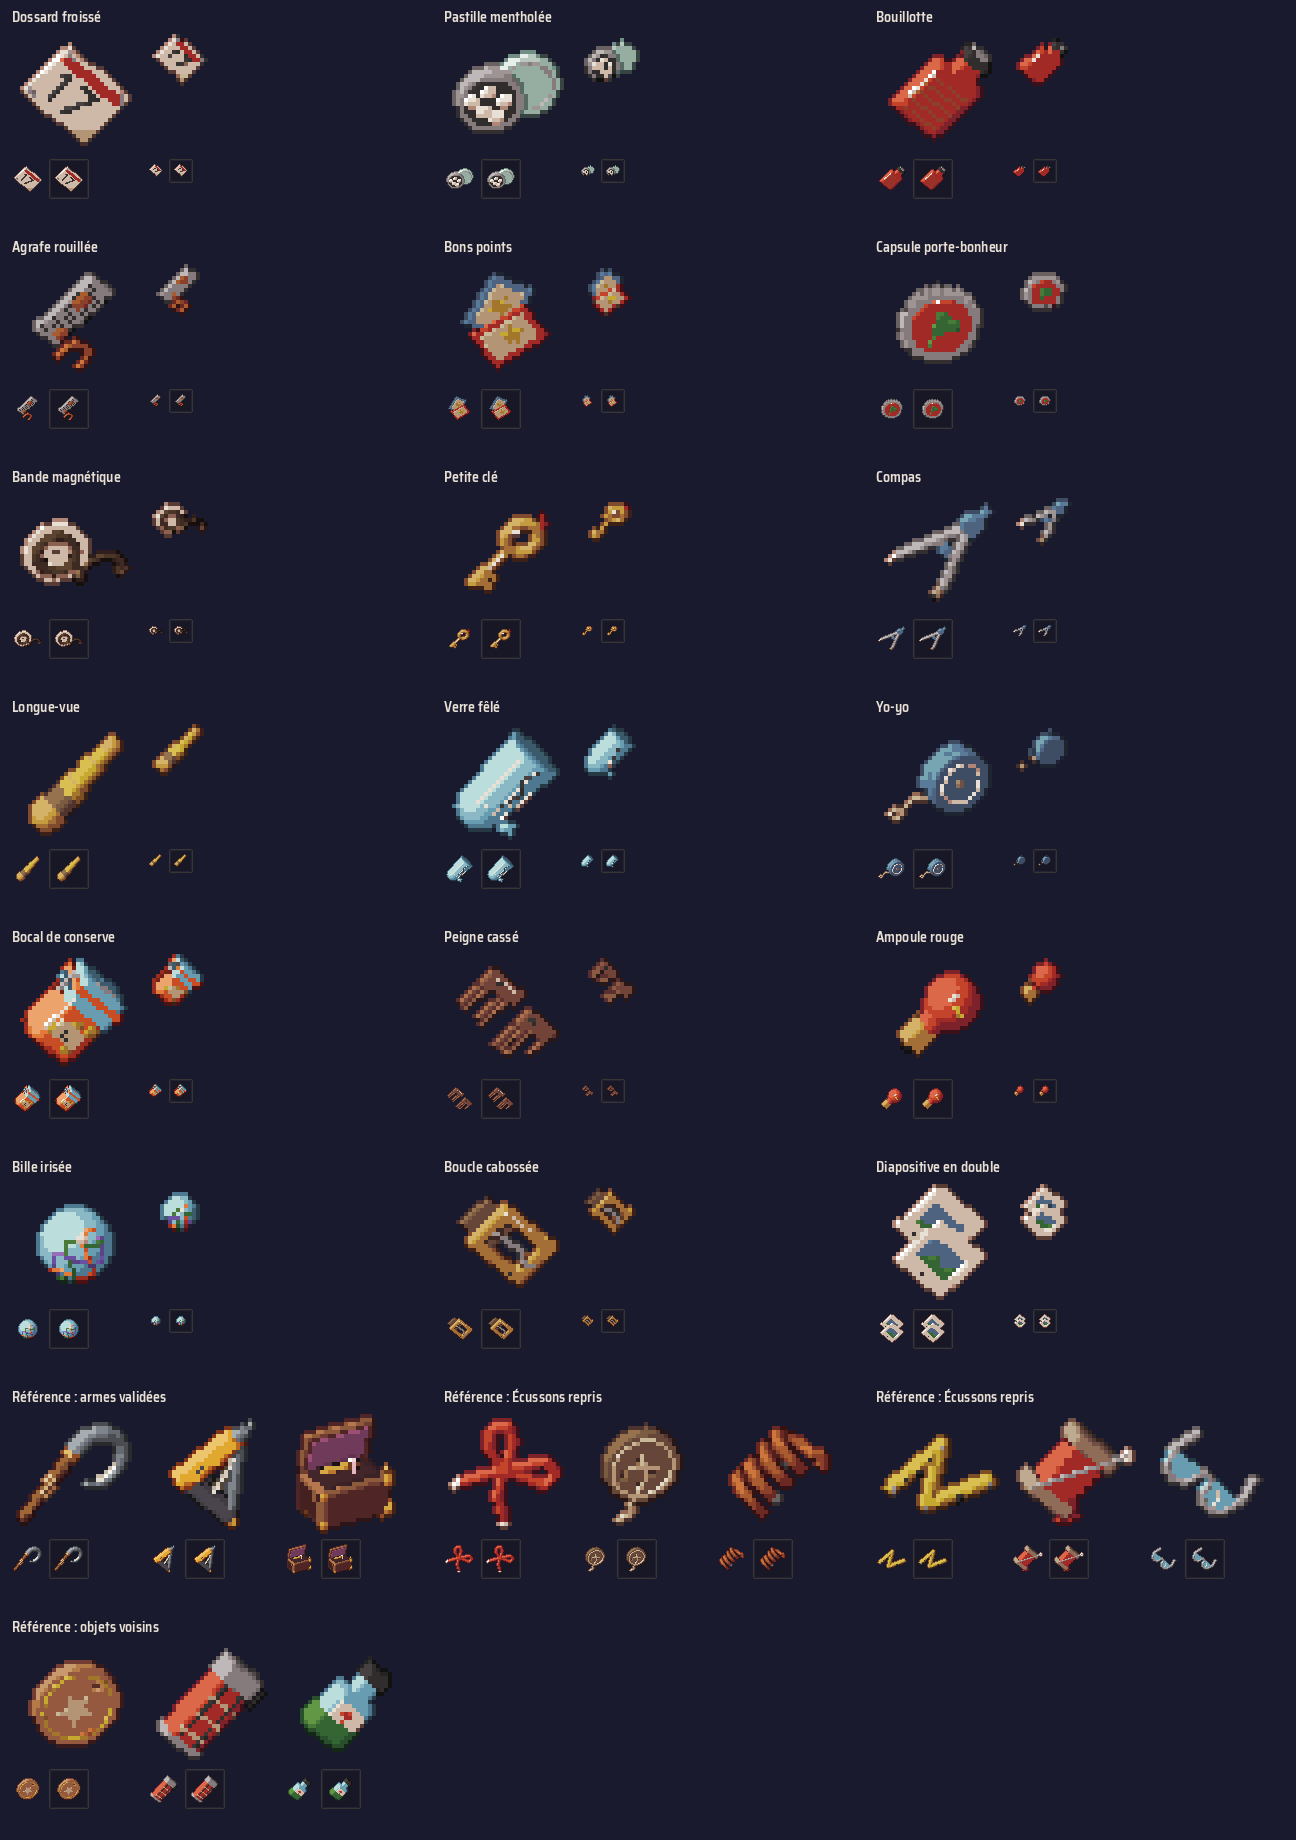 Dossard froissé
Pastille mentholée
Bouillotte
17
Agrafe rouillée
Bons points
Capsule porte-bonheur
Bande magnétique
Petite clé
Compas
Longue-vue
Verre fêlé
Yo-yo
Bocal de conserve
Peigne cassé
Ampoule rouge
Bille irisée
Boucle cabossée
Diapositive en double
Référence : armes validées
Référence : Écussons repris
Référence : Écussons repris
Référence : objets voisins